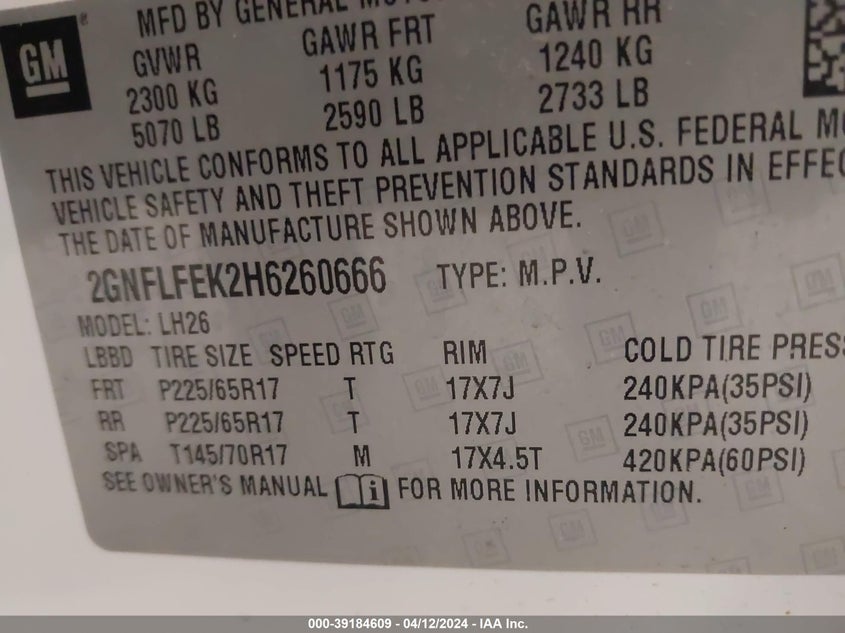 GM
MFD BY GENERAL
GVWR GAWR FRT GAWR RR
2300 KG 1175 KG 1240 KG
5070 LB 2590 LB 2733 LB
THIS VEHICLE CONFORMS TO ALL APPLICABLE U.S. FEDERAL
VEHICLE SAFETY AND THEFT PREVENTION STANDARDS IN
THE DATE OF MANUFACTURE SHOWN ABOVE.
2GNFLFEK2H6260666 TYPE: M.P.V.
MODEL: LH26
LBBD TIRE SIZE SPEED RTG RIM COLD TIRE
FRT P225/65R17 T 17X7J 240KPA(35PSI)
RR P225/65R17 T 17X7J 240KPA(35PSI)
SPA T145/70R17 M 17X4.5T 420KPA(60PSI)
SEE OWNER'S MANUAL FOR MORE INFORMATION.
000-39184609 - 04/12/2024 - IAA Inc.